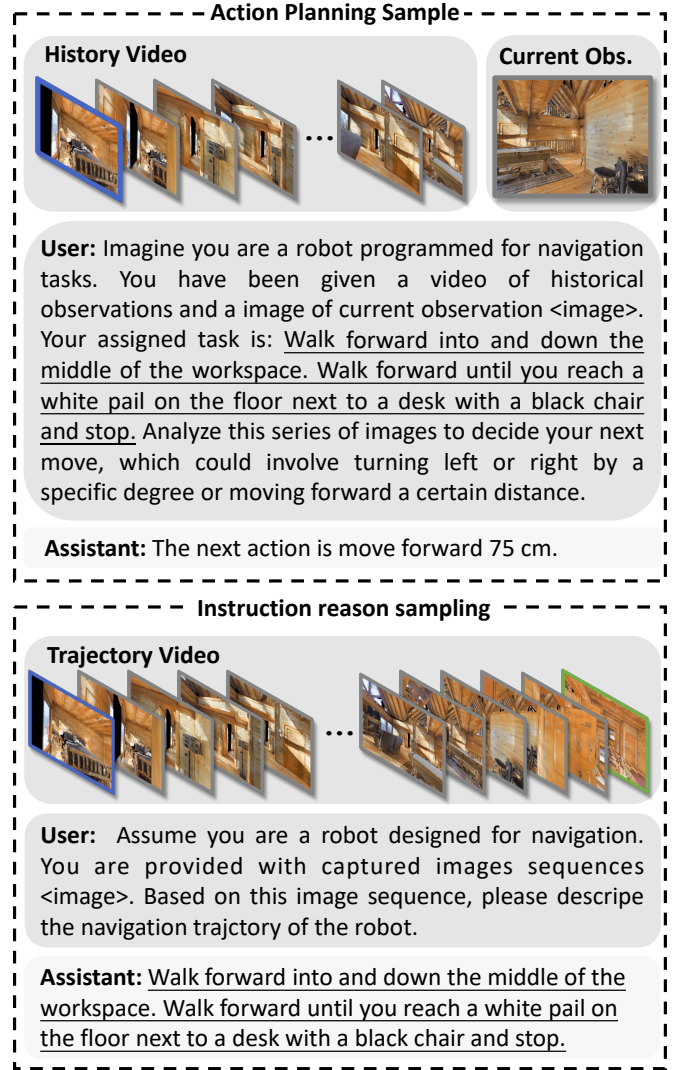 Action Planning Sample
History Video
Current Obs.
...
User: Imagine you are a robot programmed for navigation
tasks. You have been given a video of historical
observations and a image of current observation <image>.
Your assigned task is: Walk forward into and down the
middle of the workspace. Walk forward until you reach a
white pail on the floor next to a desk with a black chair
and stop. Analyze this series of images to decide your next
move, which could involve turning left or right by a
specific degree or moving forward a certain distance.
Assistant: The next action is move forward 75 cm.
Instruction reason sampling
Trajectory Video
...
User: Assume you are a robot designed for navigation.
You are provided with captured images sequences
<image>. Based on this image sequence, please descripe
the navigation trajctory of the robot.
Assistant: Walk forward into and down the middle of the
workspace. Walk forward until you reach a white pail on
the floor next to a desk with a black chair and stop.